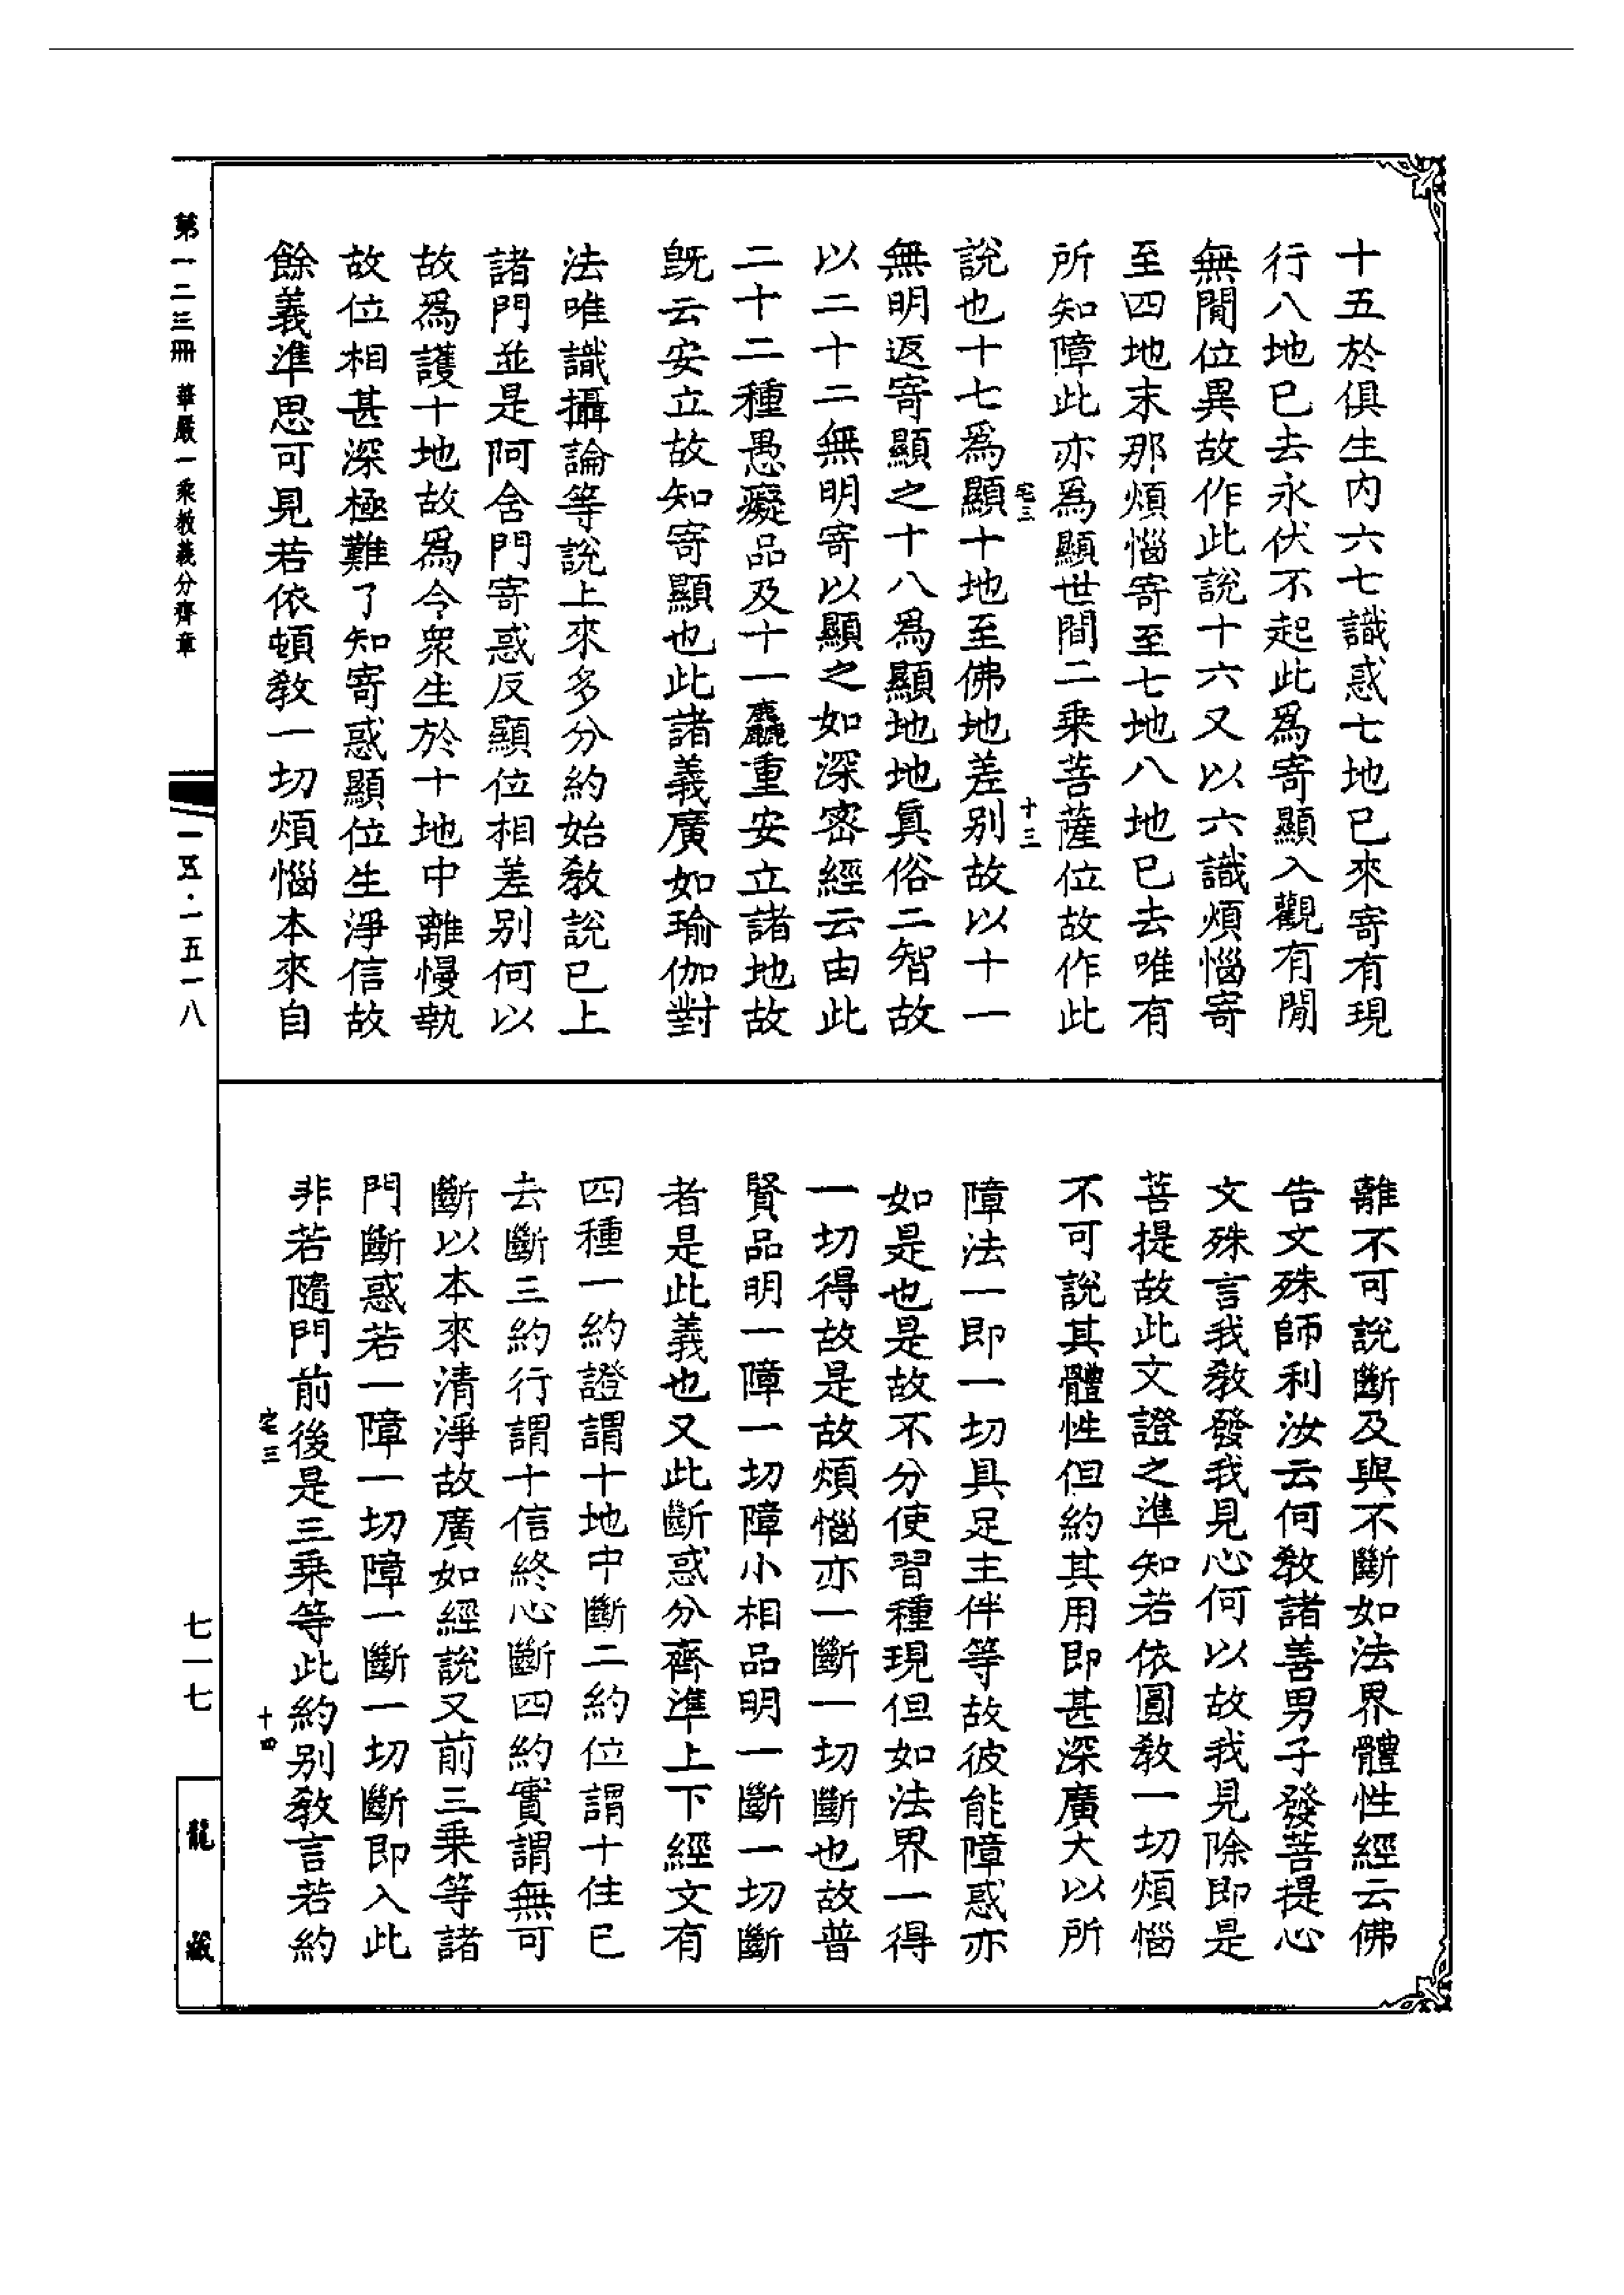 十五於俱生內六七識惑七地已來寄有現
行八地已去永伏不起此爲寄顯入觀有閒
無閒位異故作此說十六又以六識煩惱寄
至四地末那煩惱寄至七地八地已去唯有
所知障此亦爲顯世間二乗菩薩位故作此
宅三 十三
說也十七爲顯十地至佛地差别故以十一
無明返寄顯之十八爲顯地地眞俗二智故
以二十二無明寄以顯之如深密經云由此
二十二種愚癡品及十一麤重安立諸地故
旣云安立故知寄顯也此諸義廣如瑜伽對
法唯識攝論等說上來多分約始敎說已上
諸門並是阿舍門寄惑反顯位相差别何以
故爲護十地故爲令衆生於十地中離慢執
故位相甚深極難了知寄惑顯位生淨信故
餘義準思可見若依頓敎一切煩惱本來自
離不可說斷及與不斷如法界體性經云佛
告文殊師利汝云何敎諸善男子發菩提心
文殊言我敎發我見心何以故我見除即是
菩提故此文證之準知若依圓敎一切煩惱
不可說其體性但約其用即甚深廣大以所
障法一即一切具足主伴等故彼能障惑亦
如是也是故不分使習種現但如法界一得
一切得故是故煩惱亦一斷一切斷也故普
賢品明一障一切障小相品明一斷一切斷
者是此義也又此斷惑分齊準上下經文有
四種一約證謂十地中斷二約位謂十住已
去斷三約行謂十信終心斷四約實謂無可
斷以本來清淨故廣如經說又前三乗等諸
門斷惑若一障一切障一斷一切斷即入此
非若隨門前後是三乗等此約别敎言若約
宅三 十四
第一二三冊 華嚴一乘教義分齊章
一五·一五一八
七一七
龍藏